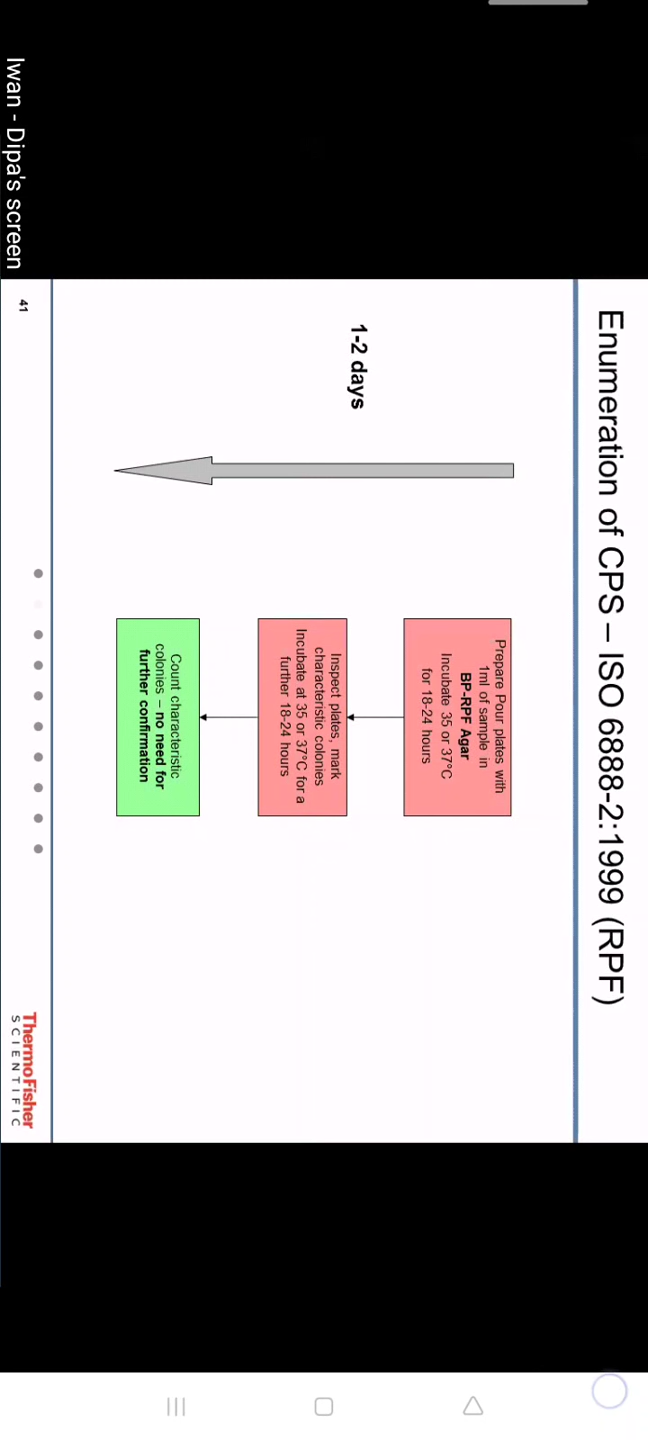 Iwan - Dipa's screen
Enumeration of CPS – ISO 6888-2:1999 (RPF)
1-2 days
Prepare Pour plates with
1ml of sample in
BP-RPF Agar
Incubate 35 or 37°C
for 18-24 hours
Inspect plates, mark
characteristic colonies
Incubate at 35 or 37°C for a
further 18-24 hours
Count characteristic
colonies – no need for
further confirmation
41
ThermoFisher
SCIENTIFIC